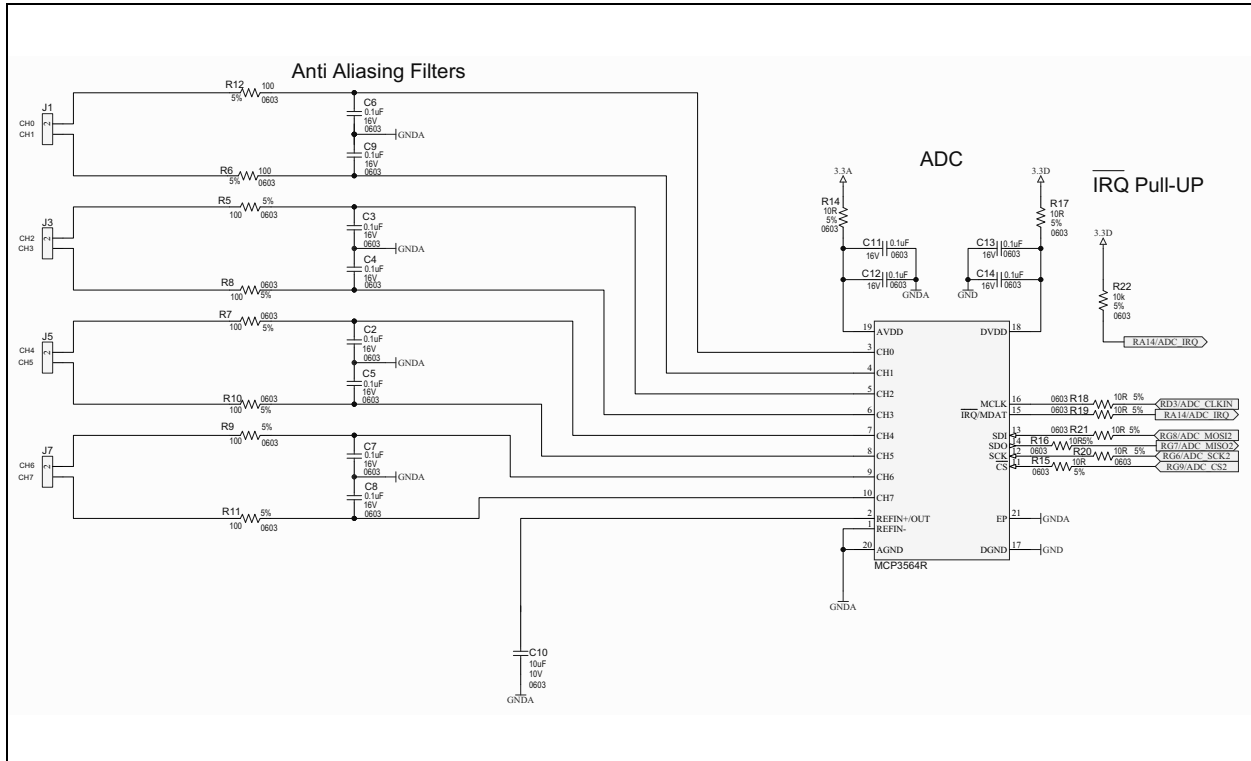 Anti Aliasing Filters
R12
100
5%
0603
J1
CH0
CH1
2
C6
0.1uF
16V
0603
GNDA
C9
0.1uF
16V
0603
R6
100
5%
0603
R5
5%
100
0603
J3
CH2
CH3
2
C3
0.1uF
16V
0603
GNDA
C4
0.1uF
16V
0603
R8
0603
100
5%
R7
0603
100
5%
J5
CH4
CH5
2
C2
0.1uF
16V
0603
GNDA
C5
0.1uF
16V
0603
R10
0603
100
5%
R9
5%
100
0603
J7
CH6
CH7
2
C7
0.1uF
16V
0603
GNDA
C8
0.1uF
16V
0603
R11
5%
100
0603
C10
10uF
10V
0603
GNDA
ADC
3.3A
R14
10R
5%
0603
C11
0.1uF
16V
0603
C12
0.1uF
16V
0603
GNDA
3.3D
R17
10R
5%
0603
C13
0.1uF
16V
0603
C14
0.1uF
16V
0603
GND
19 AVDD
DVDD 18
3 CH0
4 CH1
5 CH2
6 CH3
7 CH4
8 CH5
9 CH6
10 CH7
2 REFIN+/OUT
1 REFIN-
20 AGND
MCLK 16
IRQ/MDAT 15
SDI 13
SDO 14
SCK 12
CS 11
EP 21
DGND 17
MCP3564R
GNDA
GNDA
GND
0603 R18 10R 5% RD3/ADC_CLKIN
0603 R19 10R 5% RA14/ADC_IRQ
0603 R21 10R 5% RG8/ADC_MOSI2
R16 10R5% RG7/ADC_MISO2
0603
R20 10R 5% RG6/ADC_SCK2
0603
R15 10R RG9/ADC_CS2
0603 5%
IRQ Pull-UP
3.3D
R22
10k
5%
0603
RA14/ADC_IRQ